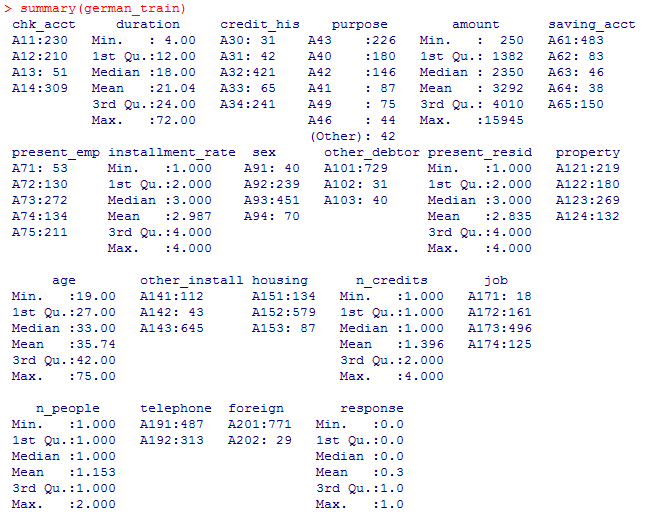 > summary(german_train)
chk_acct duration credit_his purpose amount saving_acct
A11:230 Min. : 4.00 A30: 31 A43 :226 Min. : 250 A61:483
A12:210 1st Qu.:12.00 A31: 42 A40 :180 1st Qu.: 1382 A62: 83
A13: 51 Median :18.00 A32:421 A42 :146 Median : 2350 A63: 46
A14:309 Mean :21.04 A33: 65 A41 : 87 Mean : 3292 A64: 38
3rd Qu.:24.00 A34:241 A49 : 75 3rd Qu.: 4010 A65:150
Max. :72.00 A46 : 44 Max. :15945
(Other): 42
present_emp installment_rate sex other_debtor present_resid property
A71: 53 Min. :1.000 A91: 40 A101:729 Min. :1.000 A121:219
A72:130 1st Qu.:2.000 A92:239 A102: 31 1st Qu.:2.000 A122:180
A73:272 Median :3.000 A93:451 A103: 40 Median :3.000 A123:269
A74:134 Mean :2.987 A94: 70 Mean :2.835 A124:132
A75:211 3rd Qu.:4.000 3rd Qu.:4.000
Max. :4.000 Max. :4.000
age other_install housing n_credits job
Min. :19.00 A141:112 A151:134 Min. :1.000 A171: 18
1st Qu.:27.00 A142: 43 A152:579 1st Qu.:1.000 A172:161
Median :33.00 A143:645 A153: 87 Median :1.000 A173:496
Mean :35.74 Mean :1.396 A174:125
3rd Qu.:42.00 3rd Qu.:2.000
Max. :75.00 Max. :4.000
n_people telephone foreign response
Min. :1.000 A191:487 A201:771 Min. :0.0
1st Qu.:1.000 A192:313 A202: 29 1st Qu.:0.0
Median :1.000 Median :0.0
Mean :1.153 Mean :0.3
3rd Qu.:1.000 3rd Qu.:1.0
Max. :2.000 Max. :1.0